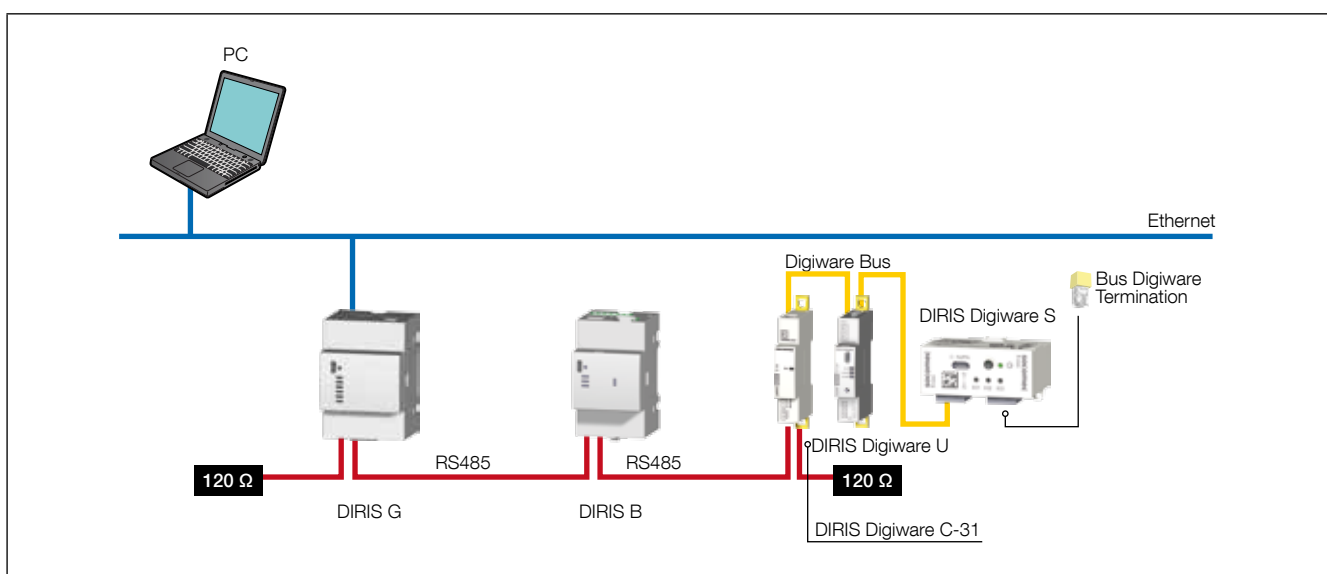 PC
Ethernet
Digiware Bus
Bus Digiware
Termination
DIRIS Digiware S
DIRIS Digiware U
RS485
RS485
120 Ω
120 Ω
DIRIS G
DIRIS B
DIRIS Digiware C-31